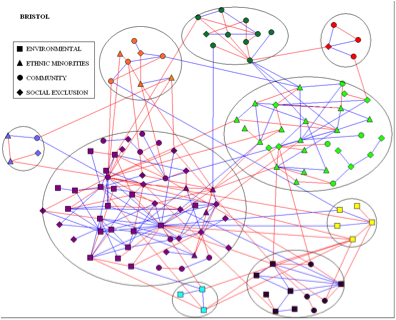 BRISTOL
ENVIRONMENTAL
ETHNIC MINORITIES
COMMUNITY
SOCIAL EXCLUSION